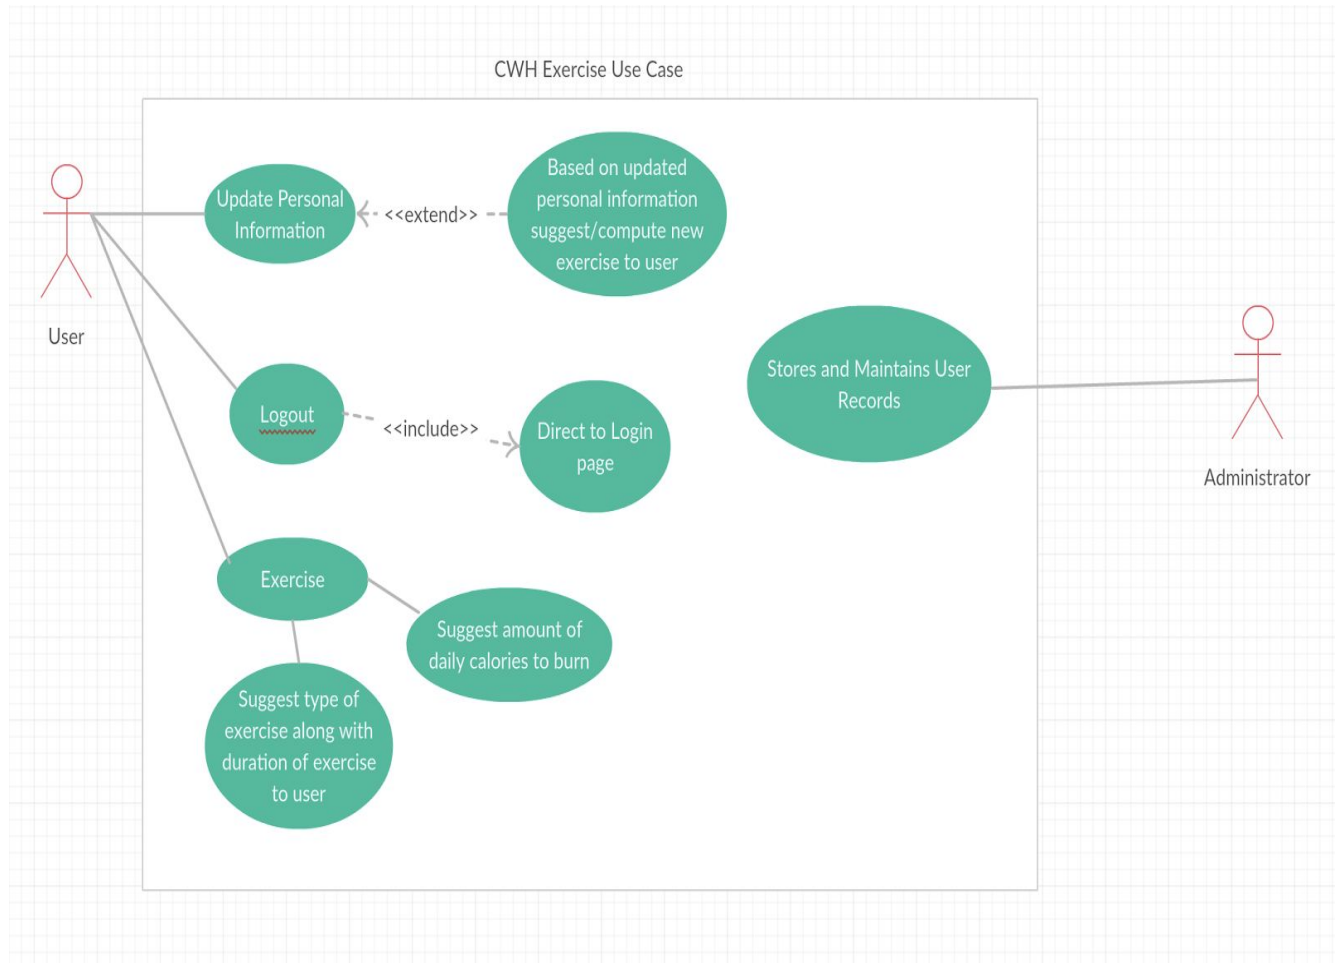 CWH Exercise Use Case
Update Personal
Information
<<extend>>
Based on updated
personal information
suggest/compute new
exercise to user
User
Logout
<<include>>
Direct to Login
page
Stores and Maintains User
Records
Administrator
Exercise
Suggest amount of
daily calories to burn
Suggest type of
exercise along with
duration of exercise
to user